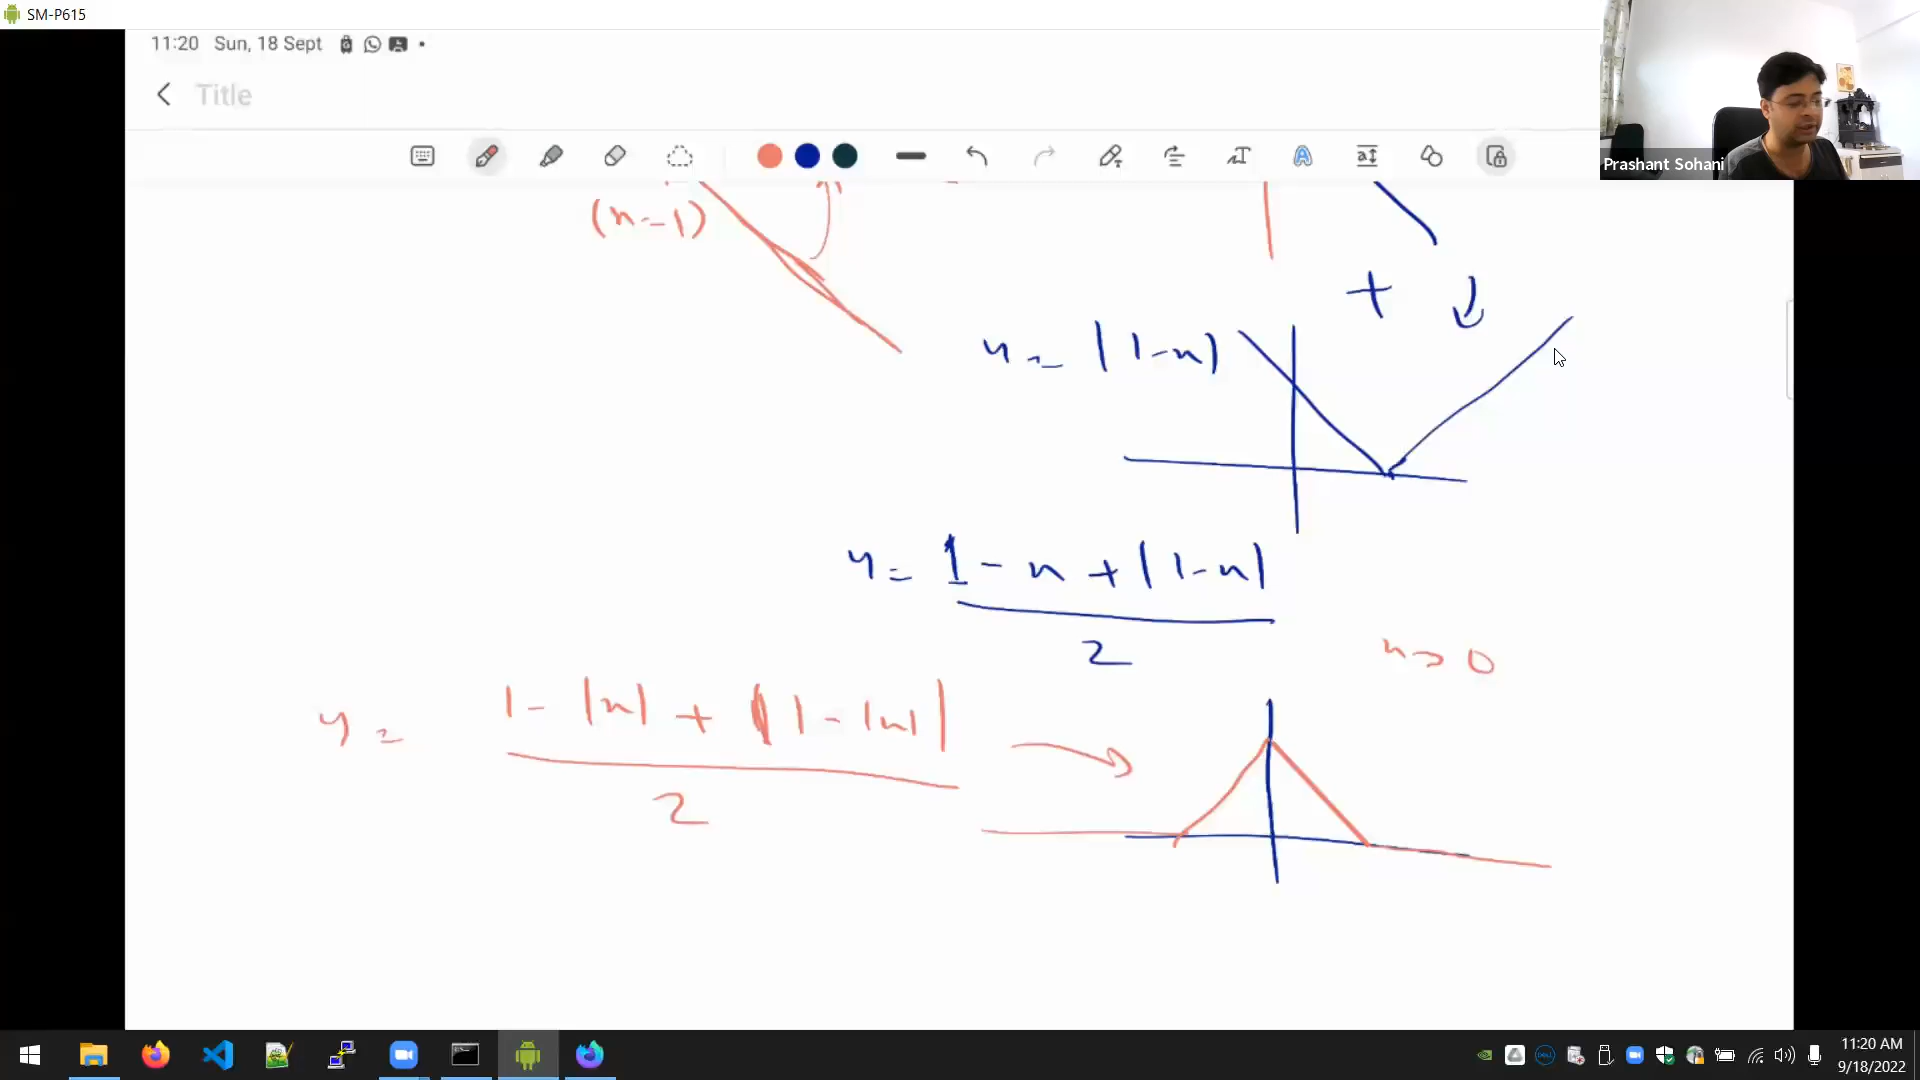 SM-P615
11:20 Sun, 18 Sept
Title
Prashant Sohani
(x-1)
+
y = |1-x|
y = 1 - x + |1-x|
2
x → 0
y = 1 - |x| + |1 - |x||
2
11:20 AM
9/18/2022